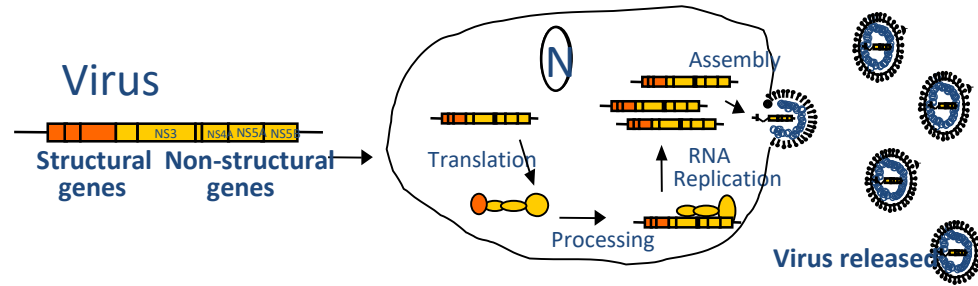 Virus
NS3
NS4A
NS5A
NS5B
Structural
genes
Non-structural
genes
N
Translation
Processing
RNA
Replication
Assembly
Virus released